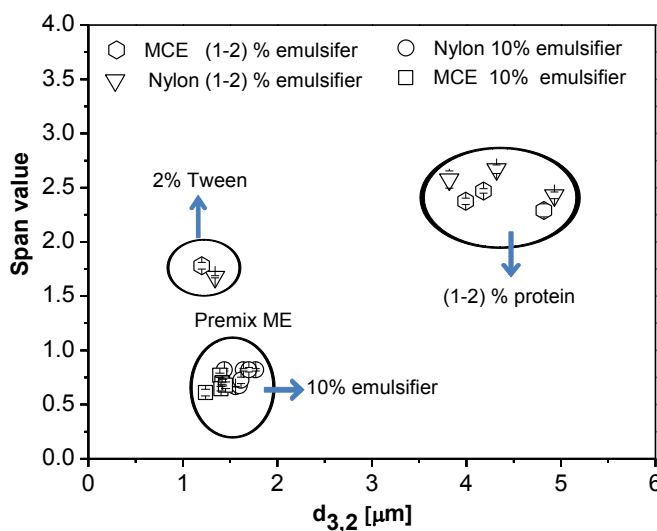 4.0
3.5
3.0
2.5
2.0
1.5
1.0
0.5
0.0
Span value
MCE (1-2) % emulsifer
Nylon (1-2) % emulsifier
Nylon 10% emulsifier
MCE 10% emulsifier
2% Tween
(1-2) % protein
Premix ME
10% emulsifier
0 1 2 3 4 5 6
d3,2 [μm]